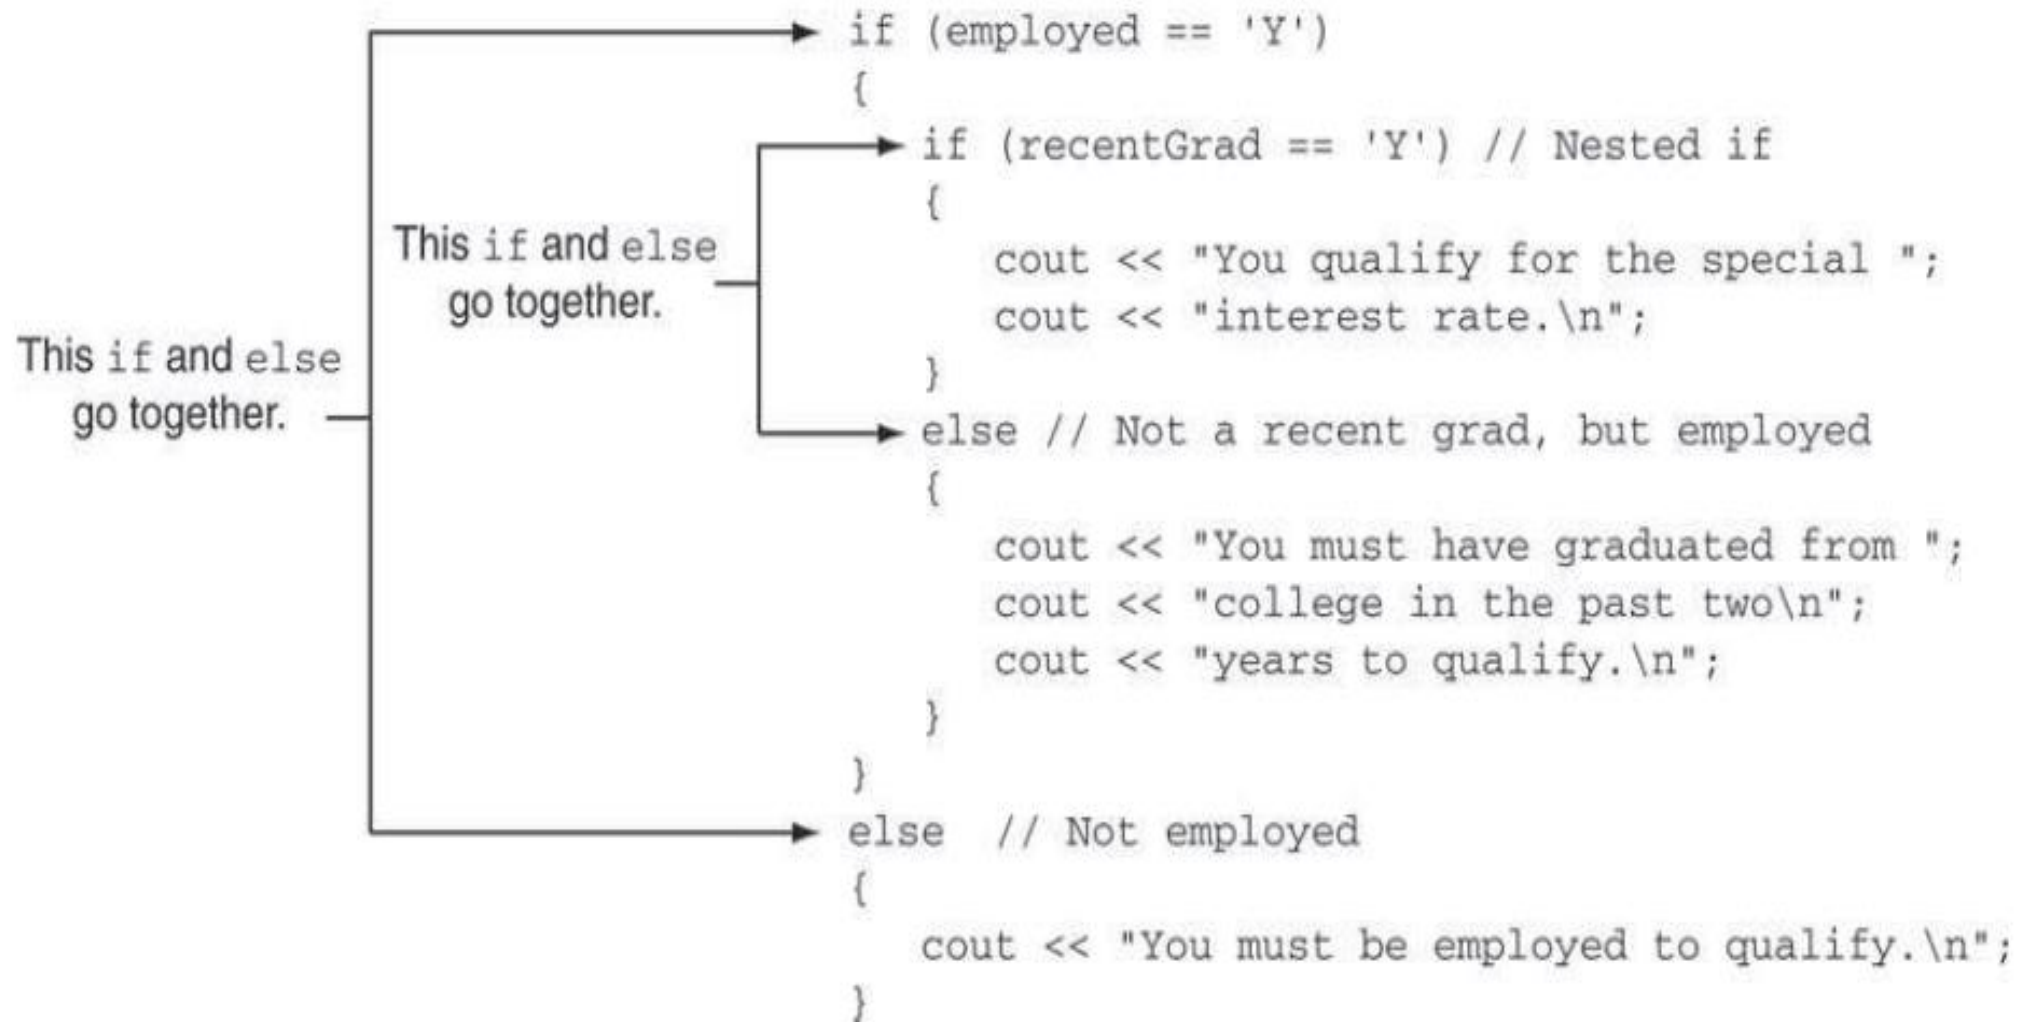 if (employed == 'Y')
{
if (recentGrad == 'Y') // Nested if
{
This if and else
go together.
cout << "You qualify for the special ";
cout << "interest rate.\n";
}
This if and else
go together.
else // Not a recent grad, but employed
{
cout << "You must have graduated from ";
cout << "college in the past two\n";
cout << "years to qualify.\n";
}
}
else // Not employed
{
cout << "You must be employed to qualify.\n";
}